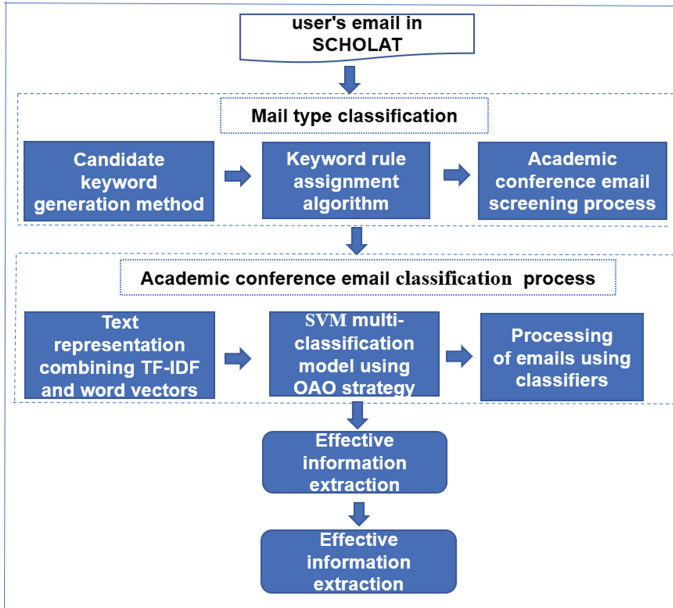 user's email in
SCHOLAT
Mail type classification
Candidate
keyword
generation method
Keyword rule
assignment
algorithm
Academic
conference email
screening process
Academic conference email classification process
Text
representation
combining TF-IDF
and word vectors
SVM multi-
classification
model using
OAO strategy
Processing
of emails using
classifiers
Effective
information
extraction
Effective
information
extraction